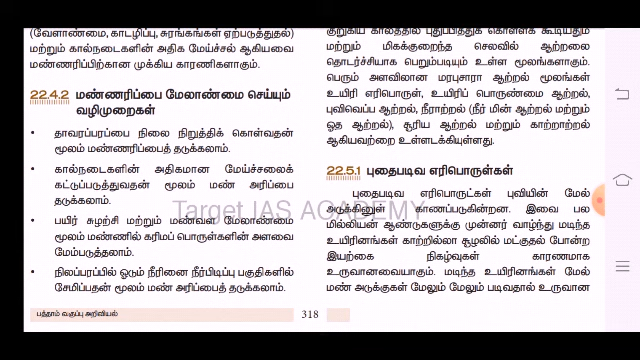 (வேளாண்மை, காடழிப்பு, சுரங்கங்கள் ஏற்படுத்துதல்)
மற்றும் கால்நடைகளின் அதிக மேய்ச்சல் ஆகியவை
மண்ணரிப்பிற்கான முக்கிய காரணிகளாகும்.
22.4.2 மண்ணரிப்பை மேலாண்மை செய்யும்
வழிமுறைகள்
• தாவரப்பரப்பை நிலை நிறுத்திக் கொள்வதன்
மூலம் மண்ணரிப்பைத் தடுக்கலாம்.
• கால்நடைகளின் அதிகமான மேய்ச்சலைக்
கட்டுப்படுத்துவதன் மூலம் மண் அரிப்பை
தடுக்கலாம்.
• பயிர் சுழற்சி மற்றும் மண்வள மேலாண்மை
மூலம் மண்ணில் கரிமப் பொருள்களின் அளவை
மேம்படுத்தலாம்.
• நிலப்பரப்பில் ஓடும் நீரினை நீர்பிடிப்பு பகுதிகளில்
சேமிப்பதன் மூலம் மண் அரிப்பைத் தடுக்கலாம்.
குறுகிய காலத்தில் புதுப்பித்துக் கொள்ளக் கூடியதும்
மற்றும் மிகக்குறைந்த செலவில் ஆற்றலை
தொடர்ச்சியாக பெறும்படியும் உள்ள மூலங்களாகும்.
பெரும் அளவிலான மரபுசாரா ஆற்றல் மூலங்கள்
உயிரி எரிபொருள், உயிரிப் பொருண்மை ஆற்றல்,
புவிவெப்ப ஆற்றல், நீராற்றல் (நீர் மின் ஆற்றல் மற்றும்
ஓத ஆற்றல்), சூரிய ஆற்றல் மற்றும் காற்றாற்றல்
ஆகியவற்றை உள்ளடக்கியுள்ளது.
22.5.1 புதைபடிவ எரிபொருள்கள்
புதைபடிவ எரிபொருட்கள் புவியின் மேல்
அடுக்கினுள் காணப்படுகின்றன. இவை பல
மில்லியன் ஆண்டுகளுக்கு முன்னர் வாழ்ந்து மடிந்த
உயிரினங்கள் காற்றில்லா சூழலில் மட்குதல் போன்ற
இயற்கை நிகழ்வுகள் காரணமாக
உருவானவையாகும். மடிந்த உயிரினங்கள் மேல்
மண் அடுக்குகள் மேலும் மேலும் படிவதால் உருவான
Target IAS ACADEMY
பத்தாம் வகுப்பு அறிவியல்
318